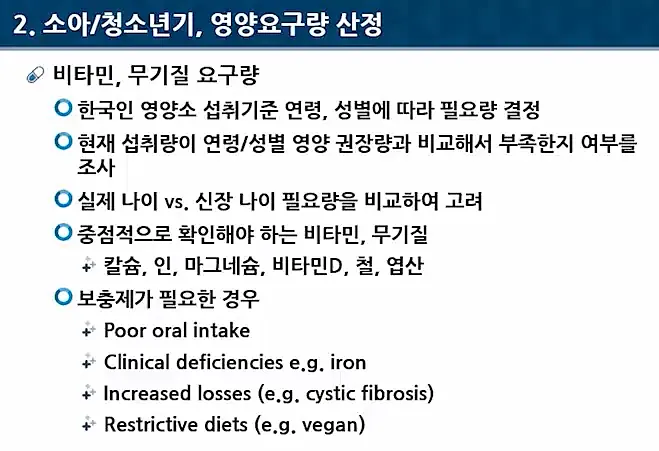 2. 소아/청소년기, 영양요구량 산정
비타민, 무기질 요구량
한국인 영양소 섭취기준 연령, 성별에 따라 필요량 결정
현재 섭취량이 연령/성별 영양 권장량과 비교해서 부족한지 여부를
조사
실제 나이 vs. 신장 나이 필요량을 비교하여 고려
중점적으로 확인해야 하는 비타민, 무기질
칼슘, 인, 마그네슘, 비타민D, 철, 엽산
보충제가 필요한 경우
Poor oral intake
Clinical deficiencies e.g. iron
Increased losses (e.g. cystic fibrosis)
Restrictive diets (e.g. vegan)